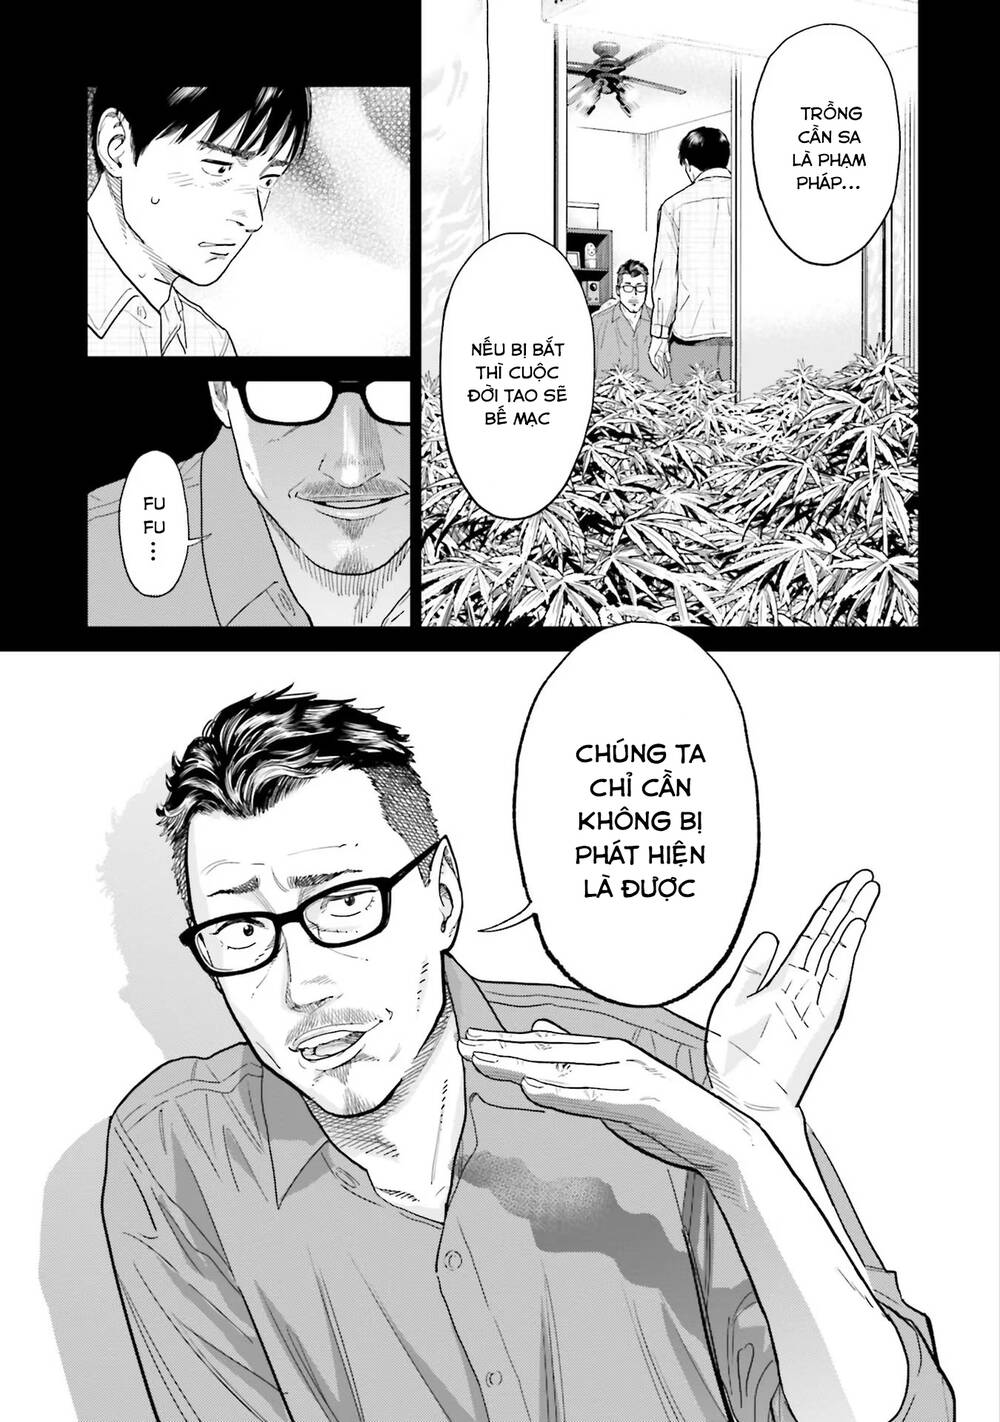 TRỒNG
CẦN SA
LÀ PHẠM
PHÁP...
NẾU BỊ BẮT
THÌ CUỘC
ĐỜI TAO SẼ
BẾ MẠC
FU
FU
...
CHÚNG TA
CHỈ CẦN
KHÔNG BỊ
PHÁT HIỆN
LÀ ĐƯỢC